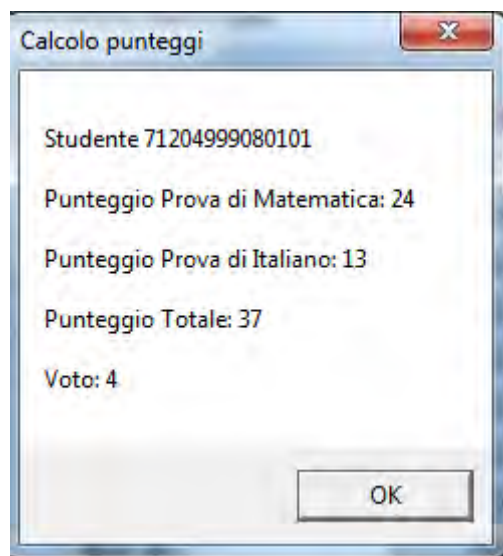 Calcolo punteggi
Studente 71204999080101
Punteggio Prova di Matematica: 24
Punteggio Prova di Italiano: 13
Punteggio Totale: 37
Voto: 4
OK